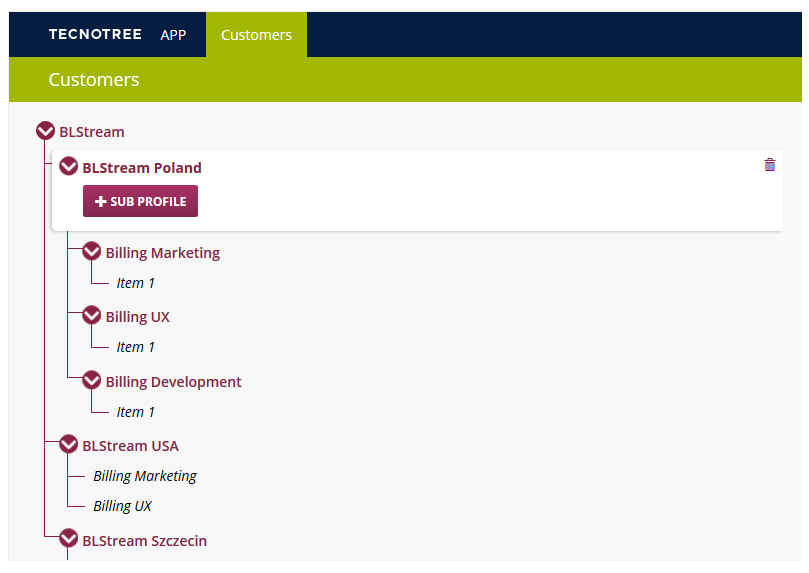 TECNOTREE APP Customers
Customers
BLStream
BLStream Poland
+ SUB PROFILE
Billing Marketing
Item 1
Billing UX
Item 1
Billing Development
Item 1
BLStream USA
Billing Marketing
Billing UX
BLStream Szczecin